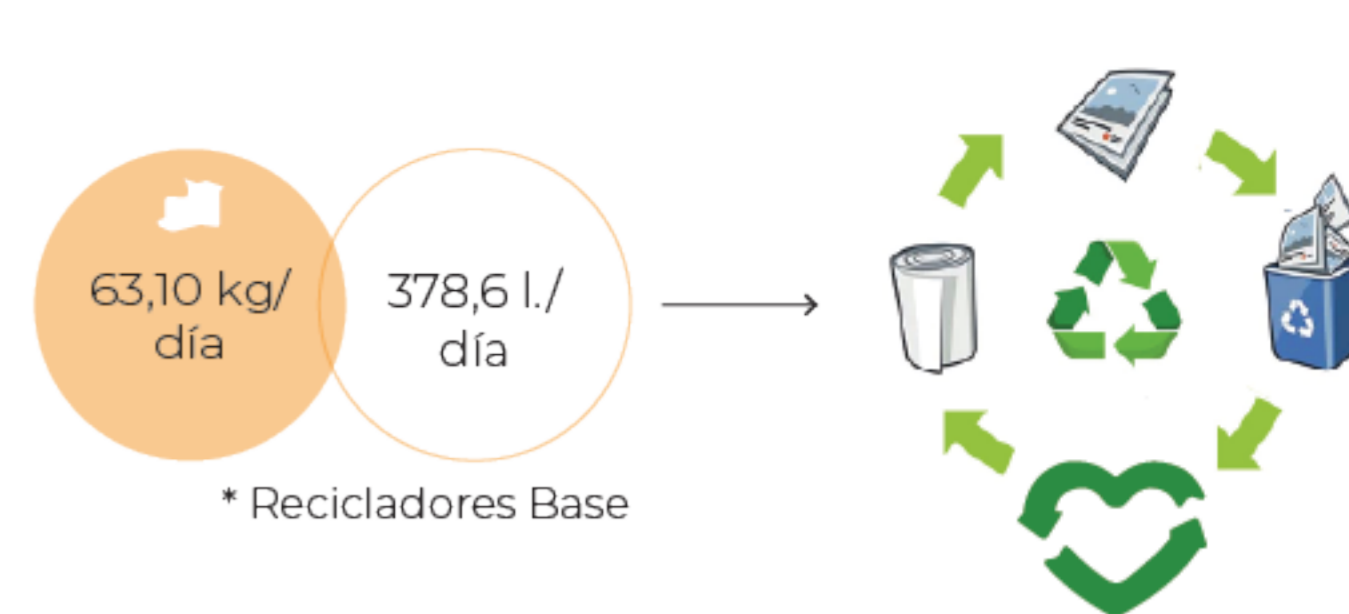 63,10 kg/
día
378,6 l./
día
* Recicladores Base